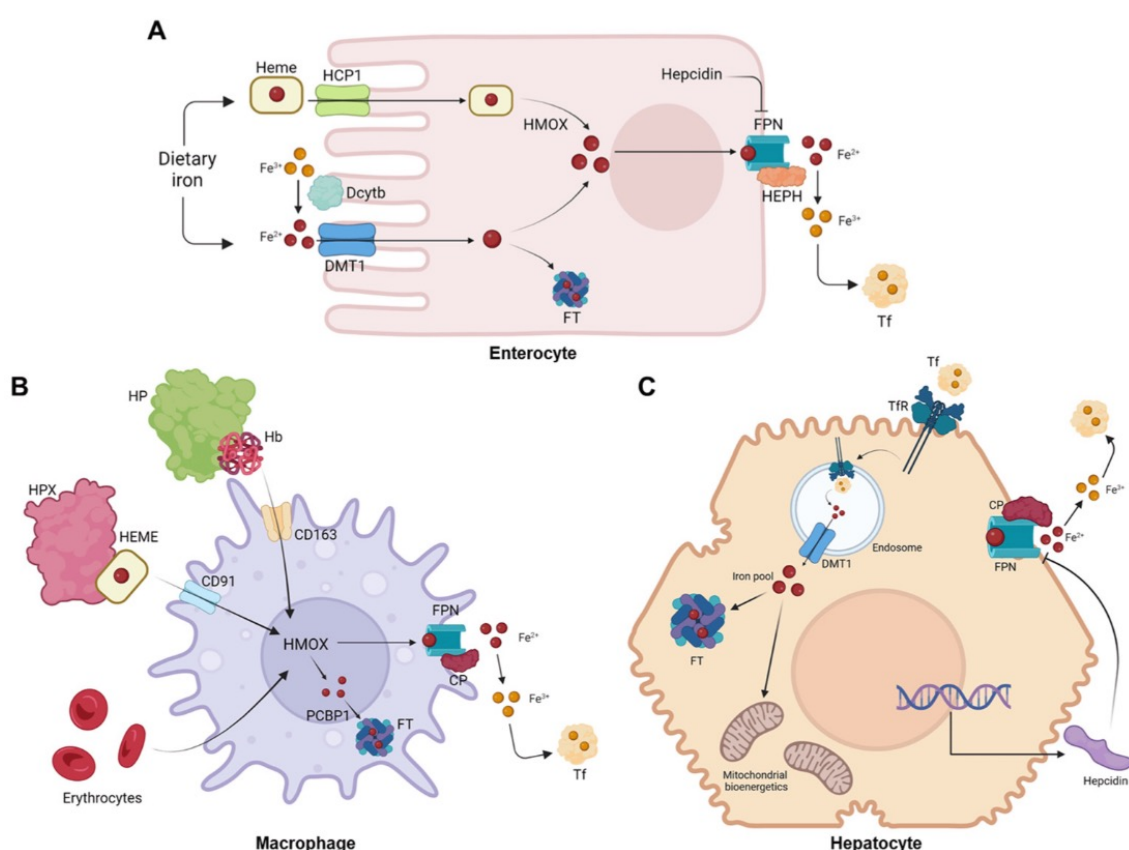 A
Heme
HCP1
Hepcidin
HMOX
FPN
Fe²⁺
Dietary
iron
Fe³⁺
Dcytb
HEPH
Fe²⁺
Fe³⁺
DMT1
FT
Tf
Enterocyte
B
HP
Hb
HPX
HEME
CD163
CD91
HMOX
FPN
Fe²⁺
CP
Fe³⁺
PCBP1
FT
Tf
Erythrocytes
Macrophage
C
Tf
TfR
Endosome
DMT1
Iron pool
FT
CP
Fe³⁺
Fe²⁺
FPN
Mitochondrial
bioenergetics
Hepcidin
Hepatocyte